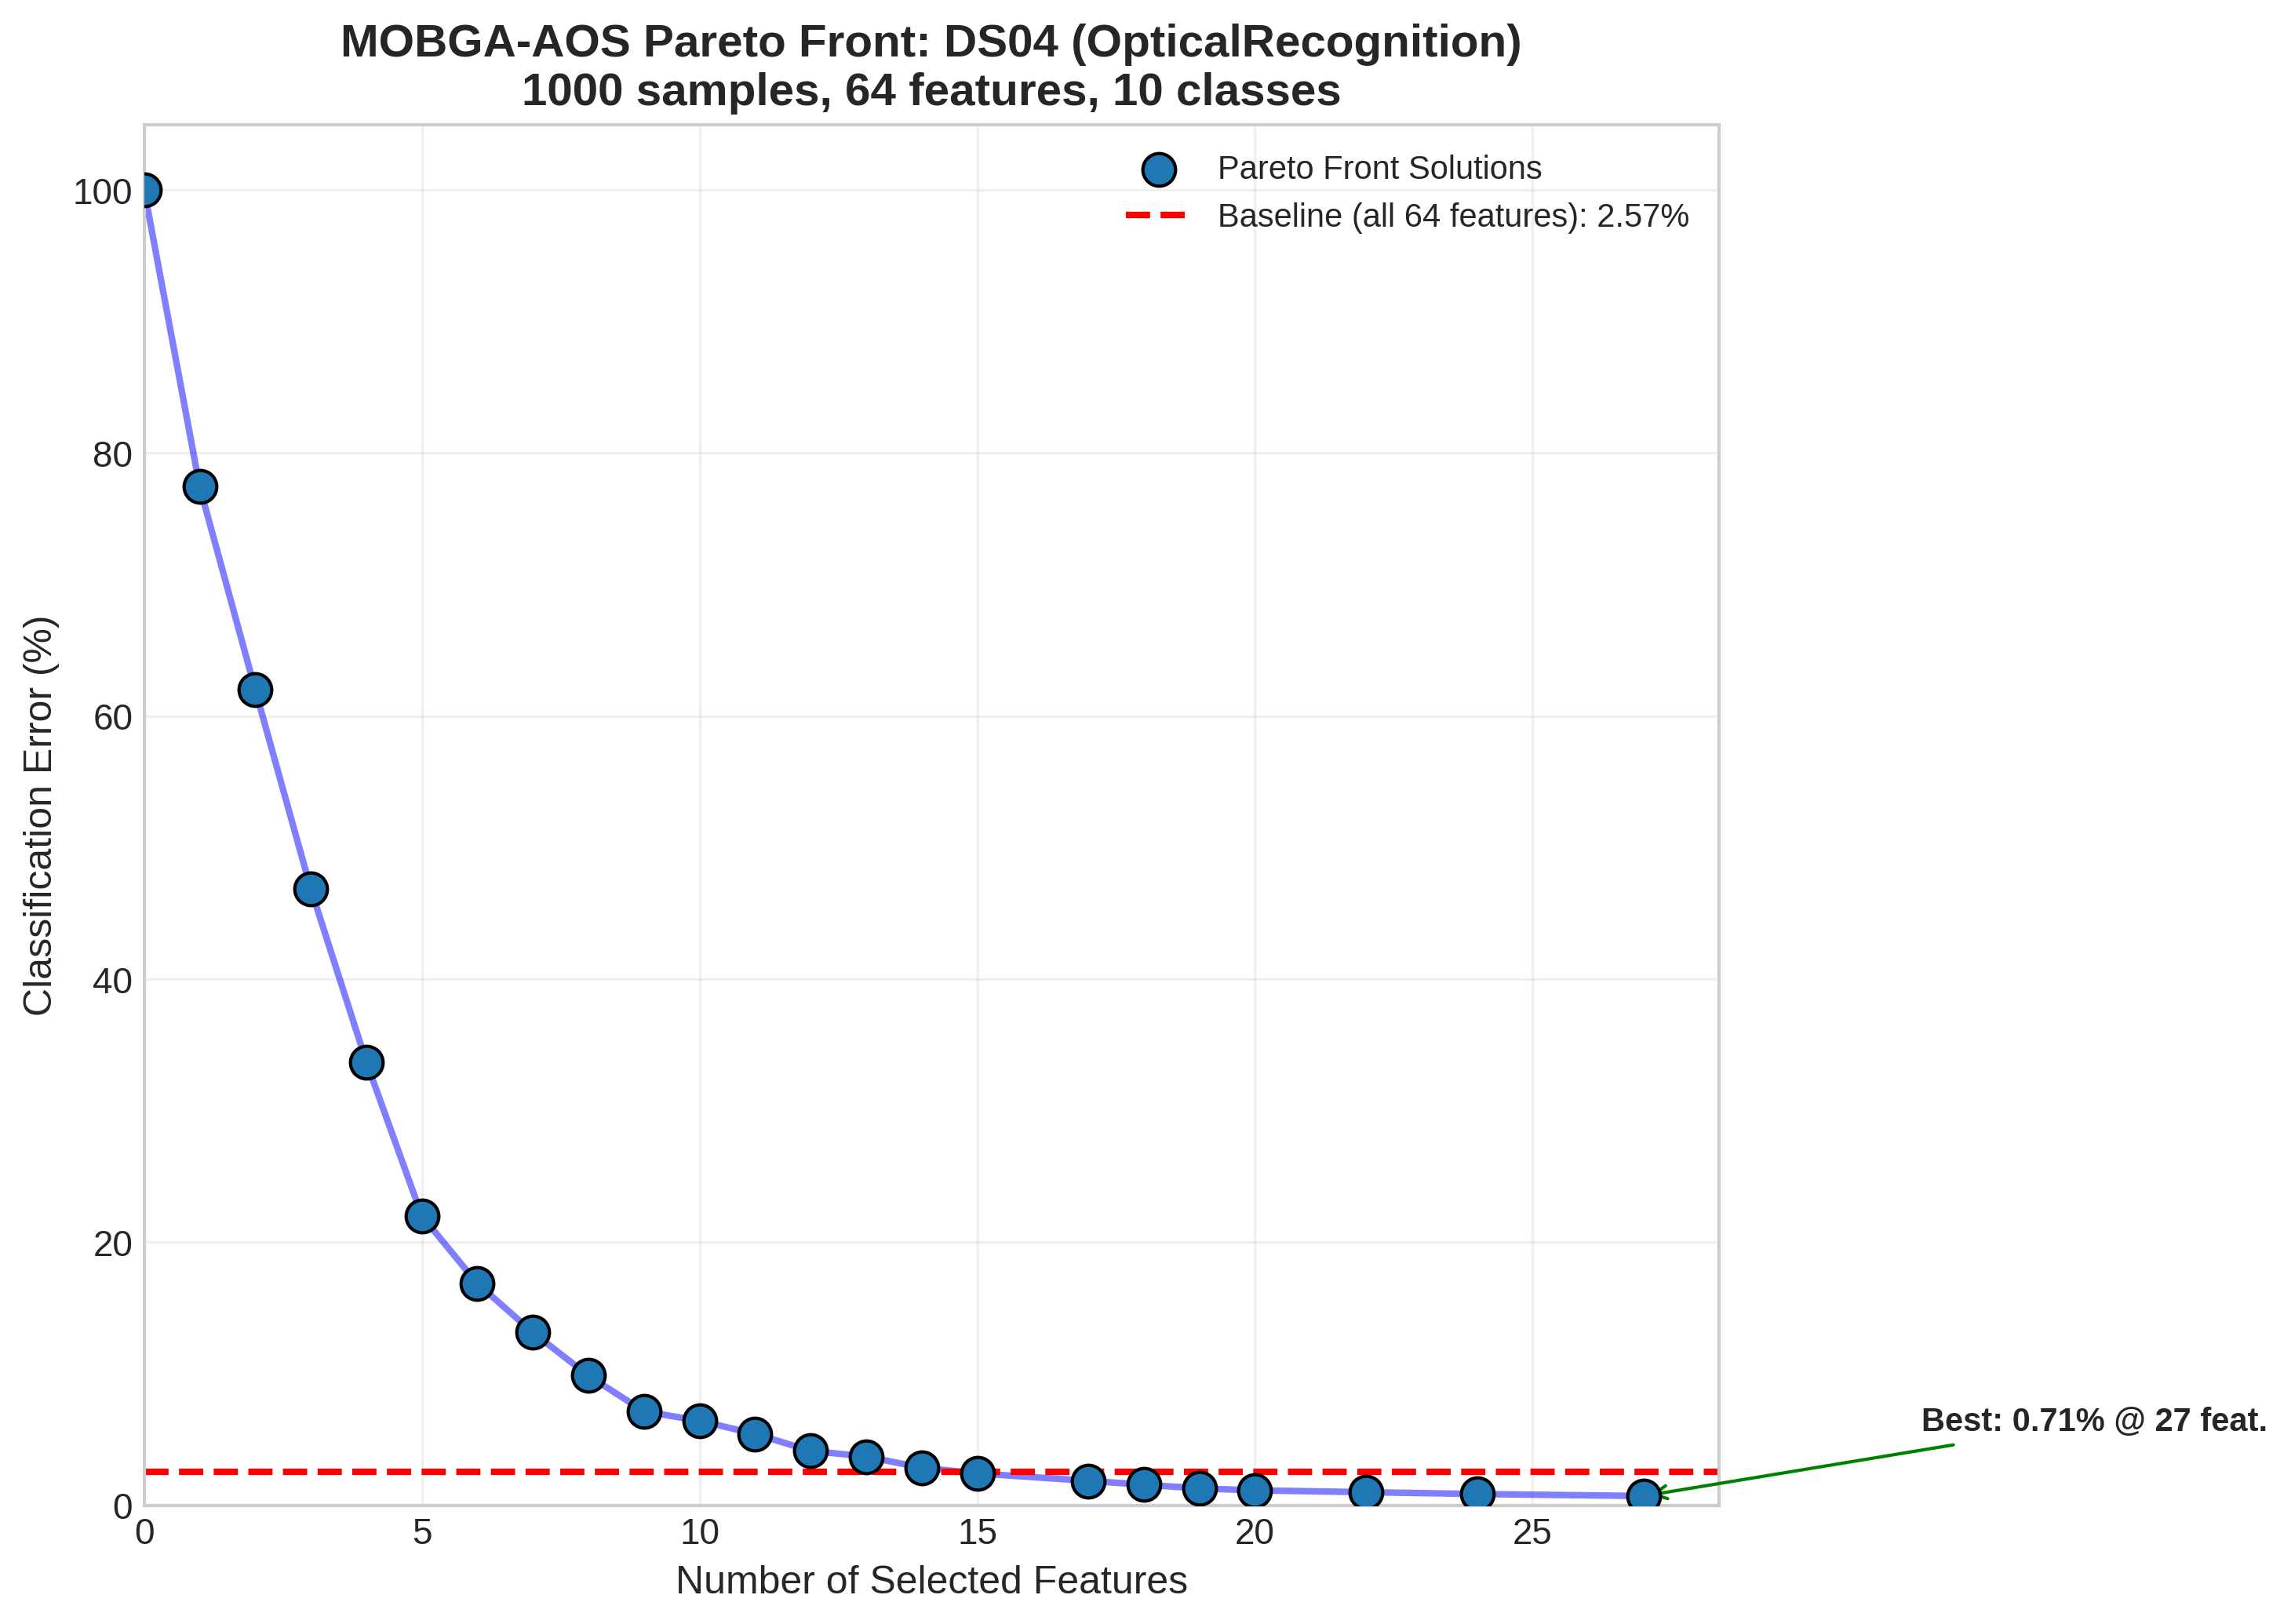 MOBGA-AOS Pareto Front: DS04 (OpticalRecognition)
1000 samples, 64 features, 10 classes
Pareto Front Solutions
Baseline (all 64 features): 2.57%
Classification Error (%)
100
80
60
40
20
0
Best: 0.71% @ 27 feat.
0 5 10 15 20 25
Number of Selected Features